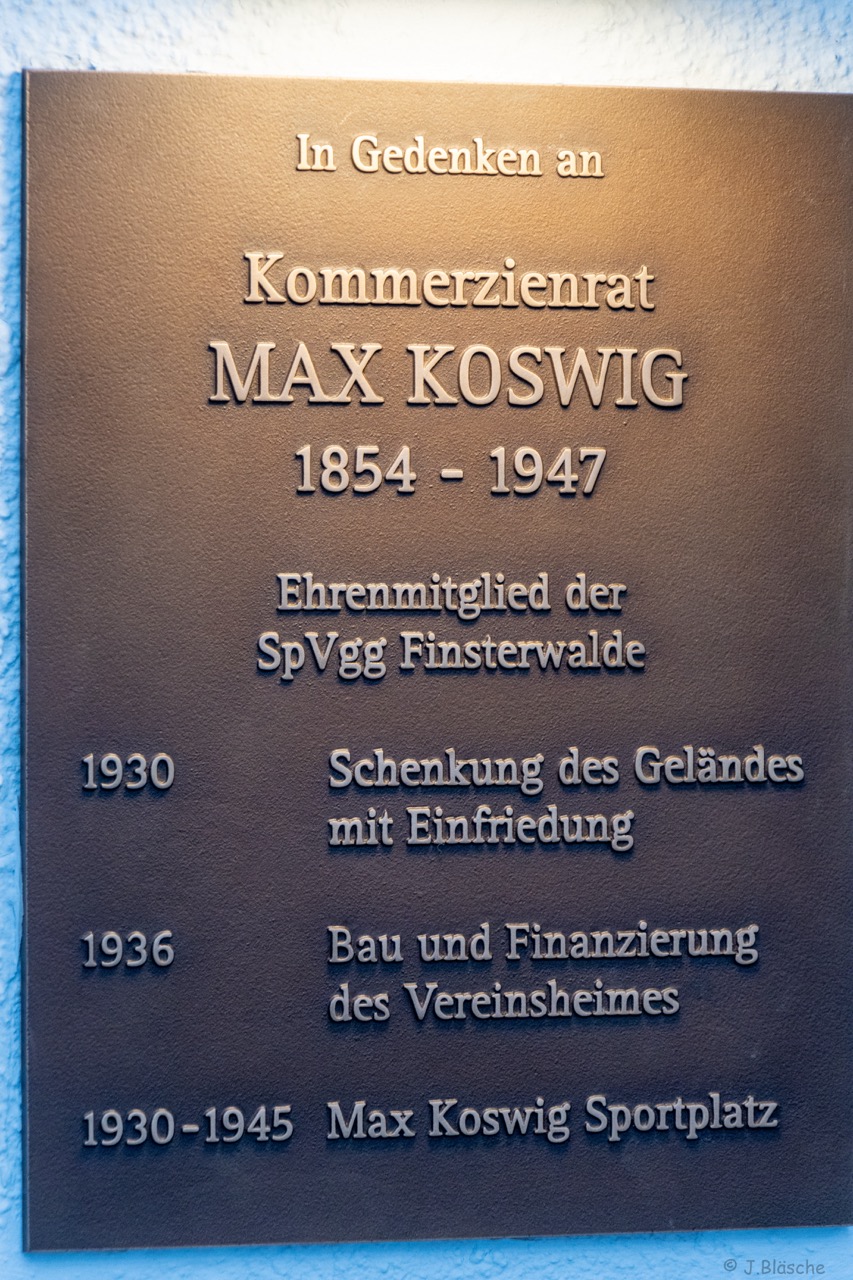 In Gedenken an
Kommerzienrat
MAX KOSWIG
1854 - 1947
Ehrenmitglied der
SpVgg Finsterwalde
1930 Schenkung des Geländes
mit Einfriedung
1936 Bau und Finanzierung
des Vereinsheimes
1930-1945 Max Koswig Sportplatz
© J.Bläsche